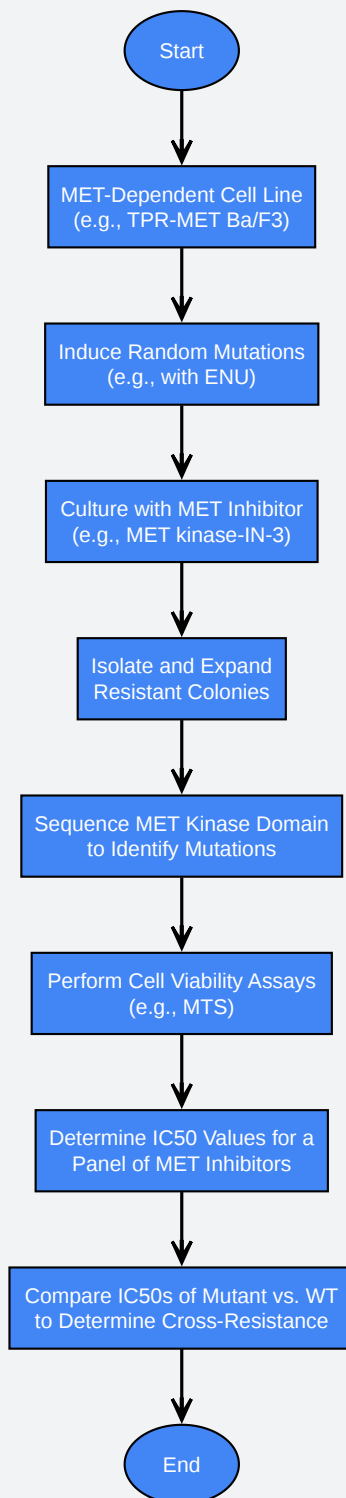 Start
MET-Dependent Cell Line
(e.g., TPR-MET Ba/F3)
Induce Random Mutations
(e.g., with ENU)
Culture with MET Inhibitor
(e.g., MET kinase-IN-3)
Isolate and Expand
Resistant Colonies
Sequence MET Kinase Domain
to Identify Mutations
Perform Cell Viability Assays
(e.g., MTS)
Determine IC50 Values for a
Panel of MET Inhibitors
Compare IC50s of Mutant vs. WT
to Determine Cross-Resistance
End